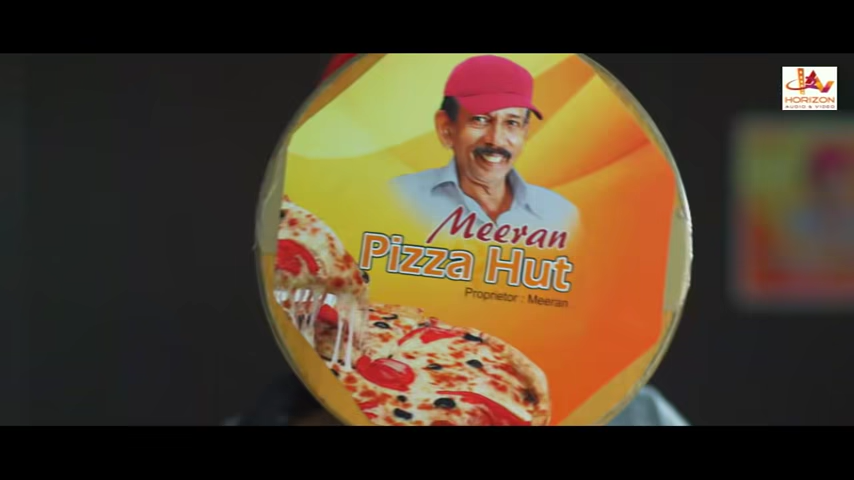 HORIZON
AUDIO & VIDEO
Meeran
Pizza Hut
Proprietor : Meeran